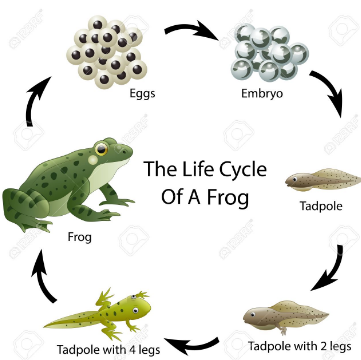 Eggs
Embryo
The Life Cycle
Of A Frog
Tadpole
Frog
Tadpole with 4 legs
Tadpole with 2 legs